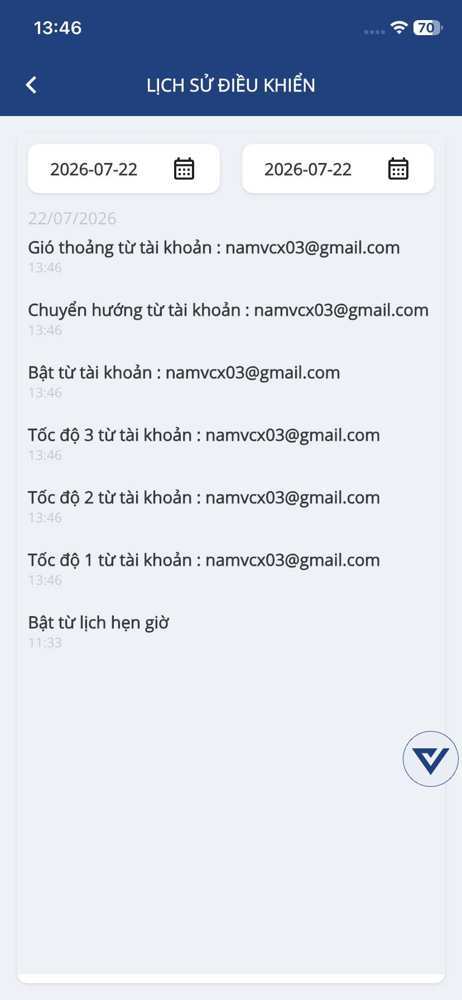 13:46
70
LỊCH SỬ ĐIỀU KHIỂN
2026-07-22
2026-07-22
22/07/2026
Gió thoảng từ tài khoản : namvcx03@gmail.com
13:46
Chuyển hướng từ tài khoản : namvcx03@gmail.com
13:46
Bật từ tài khoản : namvcx03@gmail.com
13:46
Tốc độ 3 từ tài khoản : namvcx03@gmail.com
13:46
Tốc độ 2 từ tài khoản : namvcx03@gmail.com
13:46
Tốc độ 1 từ tài khoản : namvcx03@gmail.com
13:46
Bật từ lịch hẹn giờ
11:33